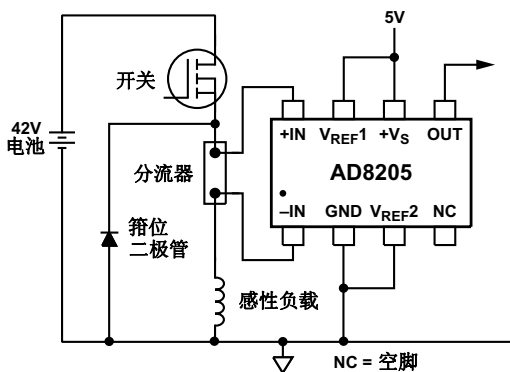 5V
开关
42V
电池
+IN VREF1 +VS OUT
分流器
AD8205
–IN GND VREF2 NC
箝位
二极管
感性负载
NC = 空脚